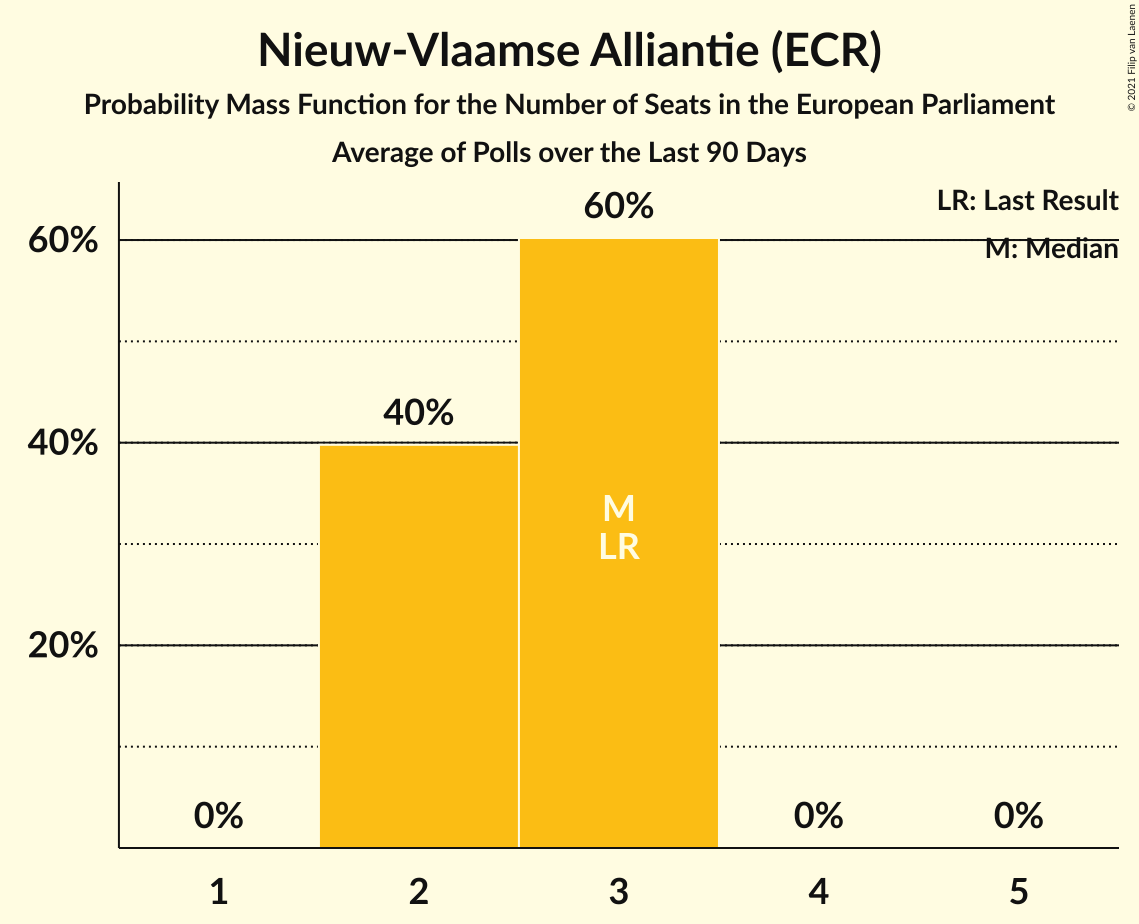 Nieuw-Vlaamse Alliantie (ECR)
Probability Mass Function for the Number of Seats in the European Parliament
Average of Polls over the Last 90 Days
© 2021 Filip van Laenen
LR: Last Result
M: Median
60%
40%
20%
0%
40%
60%
M
LR
0%
0%
1
2
3
4
5